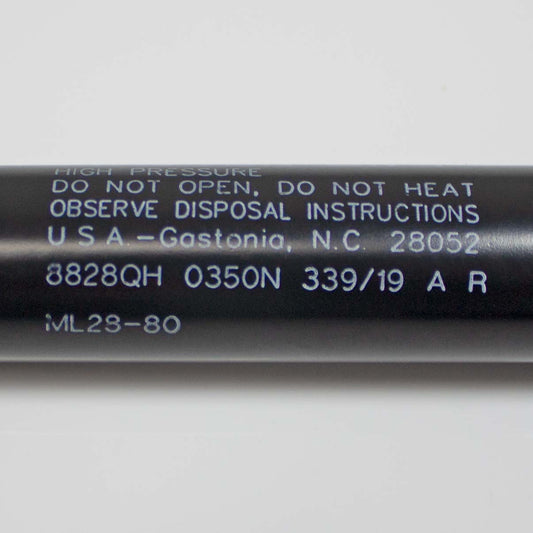 HIGH PRESSURE
DO NOT OPEN, DO NOT HEAT
OBSERVE DISPOSAL INSTRUCTIONS
U S A.-Gastonia, N.C. 28052
8828QH 0350N 339/19 A R
ML28-80